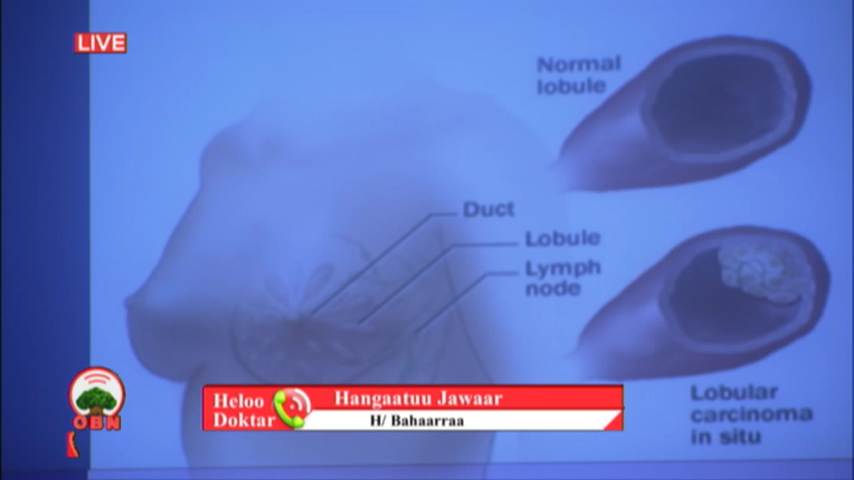 LIVE
Normal
lobule
Duct
Lobule
Lymph
node
Lobular
carcinoma
in situ
OBN
Heloo
Doktar
Hangaatuu Jawaar
H/ Bahaarraa